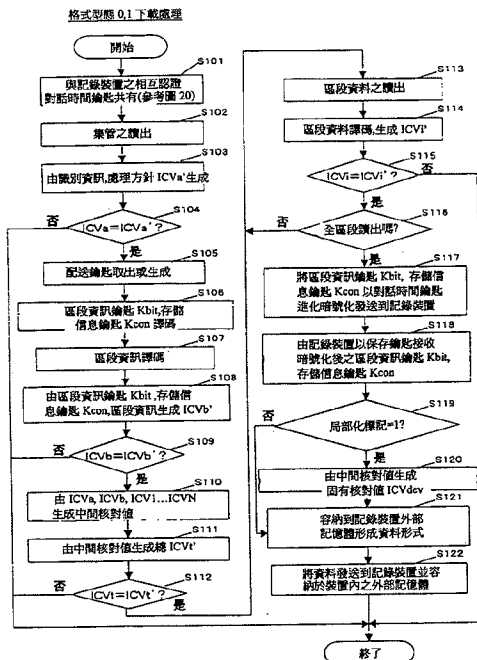 格式型態 0,1 下載處理
開始
S101
與記錄裝置之相互認證
對話時間鑰匙共有(參考圖 20)
S102
集管之讀出
S103
由識別資訊,處理方針 ICVa'生成
S104
ICVa=ICVa'?
否
是
S105
配送鑰匙取出或生成
S106
區段資訊鑰匙 Kbit,存儲
信息鑰匙 Kcon 譯碼
S107
區段資訊譯碼
S108
由區段資訊鑰匙 Kbit,存儲信
息鑰匙 Kcon,區段資訊生成 ICVb'
S109
ICVb=ICVb'?
否
是
S110
由 ICVa, ICVb, ICVi...ICVN
生成中間核對值
S111
由中間核對值生成總 ICVt'
S112
ICVt=ICVt'?
否
是
S113
區段資料之讀出
S114
區段資料譯碼,生成 ICVi'
S115
ICVi=ICVi'?
否
是
S116
全區段讀出嗎?
否
是
S117
將區段資訊鑰匙 Kbit, 存儲信
息鑰匙 Kcon 以對話時間鑰匙
進化暗號化發送到記錄裝置
S118
由記錄裝置以保存鑰匙接收
暗號化後之區段資訊鑰匙 Kbit,
存儲信息鑰匙 Kcon
S119
局部化標記=1?
否
是
S120
由中間核對值生成
固有核對值 ICVdev
S121
容納到記錄裝置外部
記憶體形成資料形式
S122
將資料發送到記錄裝置並容
納於裝置內之外部記憶體
終了